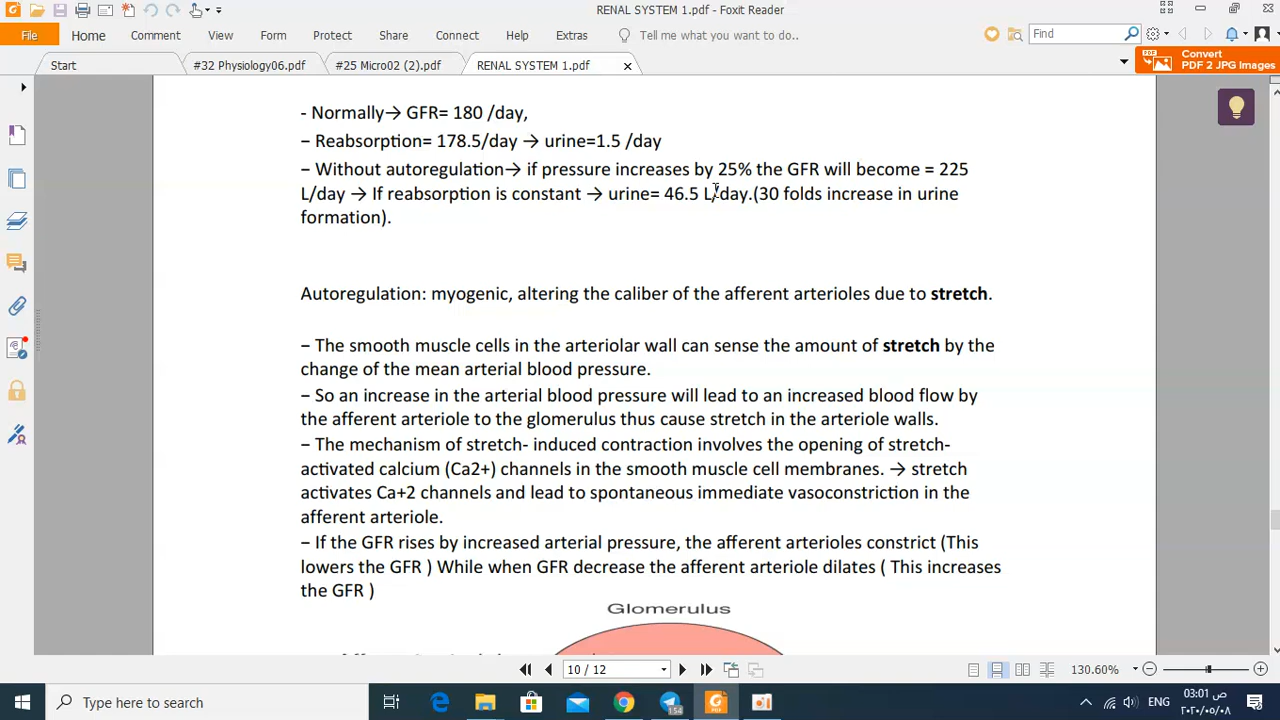 RENAL SYSTEM 1.pdf - Foxit Reader
File Home Comment View Form Protect Share Connect Help Extras Tell me what you want to do... Find
Start #32 Physiology06.pdf #25 Micro02 (2).pdf RENAL SYSTEM 1.pdf
Convert
PDF 2 JPG Images
- Normally→ GFR= 180 /day,
– Reabsorption= 178.5/day → urine=1.5 /day
– Without autoregulation→ if pressure increases by 25% the GFR will become = 225
L/day → If reabsorption is constant → urine= 46.5 L/day.(30 folds increase in urine
formation).
Autoregulation: myogenic, altering the caliber of the afferent arterioles due to stretch.
– The smooth muscle cells in the arteriolar wall can sense the amount of stretch by the
change of the mean arterial blood pressure.
– So an increase in the arterial blood pressure will lead to an increased blood flow by
the afferent arteriole to the glomerulus thus cause stretch in the arteriole walls.
– The mechanism of stretch- induced contraction involves the opening of stretch-
activated calcium (Ca2+) channels in the smooth muscle cell membranes. → stretch
activates Ca+2 channels and lead to spontaneous immediate vasoconstriction in the
afferent arteriole.
– If the GFR rises by increased arterial pressure, the afferent arterioles constrict (This
lowers the GFR ) While when GFR decrease the afferent arteriole dilates ( This increases
the GFR )
Glomerulus
10 / 12 130.60%
Type here to search 154 ENG 03:01 ص
٢٠٢٠/٠٥/٠٨